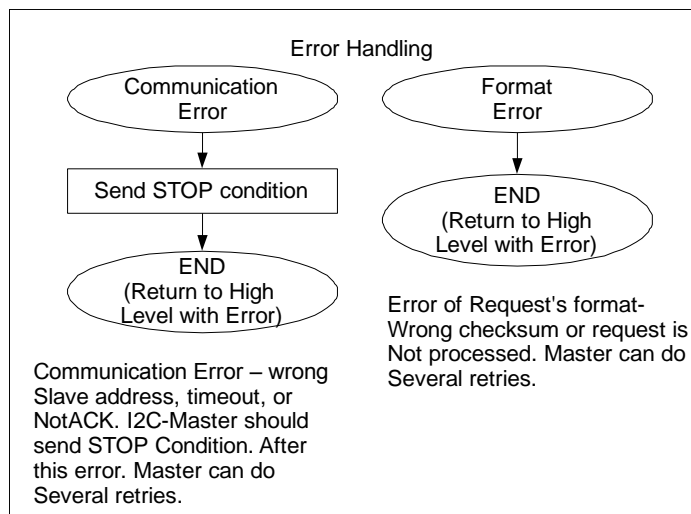 Error Handling
Communication
Error
Send STOP condition
END
(Return to High
Level with Error)
Communication Error – wrong
Slave address, timeout, or
NotACK. I2C-Master should
send STOP Condition. After
this error. Master can do
Several retries.
Format
Error
END
(Return to High
Level with Error)
Error of Request's format-
Wrong checksum or request is
Not processed. Master can do
Several retries.